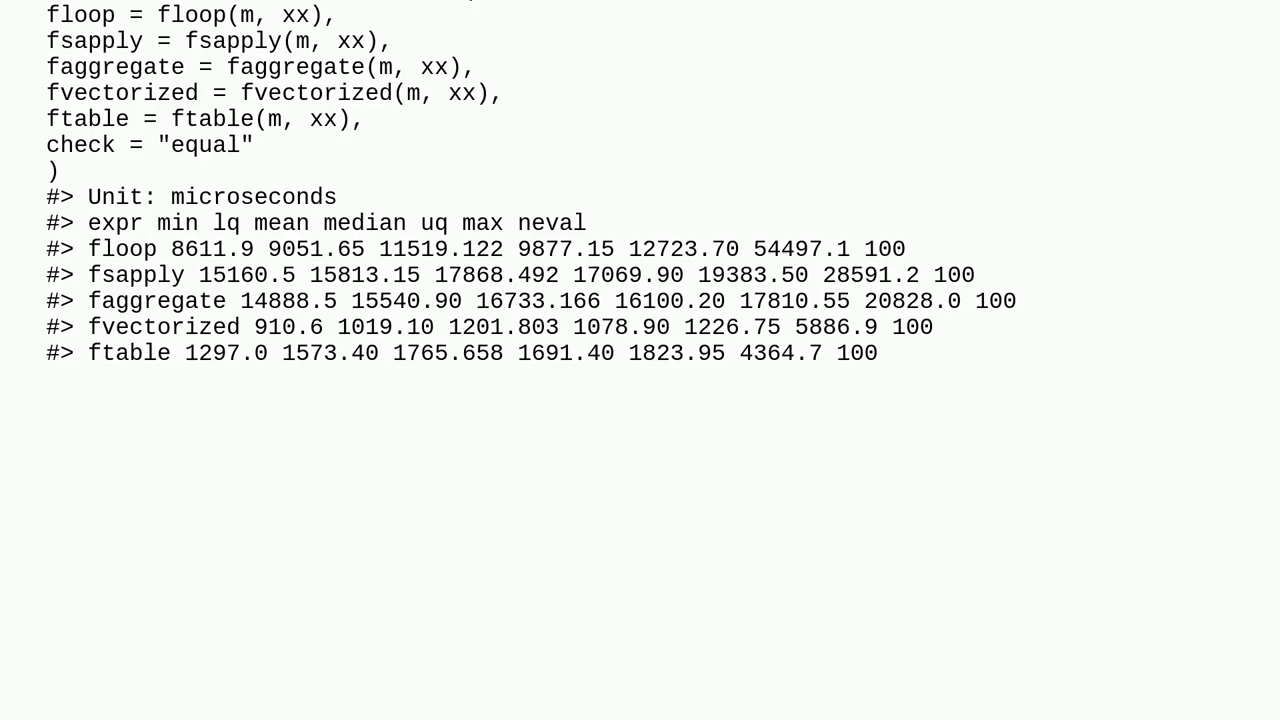 floop = floop(m, xx),
fsapply = fsapply(m, xx),
faggregate = faggregate(m, xx),
fvectorized = fvectorized(m, xx),
ftable = ftable(m, xx),
check = "equal"
)
#> Unit: microseconds
#> expr min lq mean median uq max neval
#> floop 8611.9 9051.65 11519.122 9877.15 12723.70 54497.1 100
#> fsapply 15160.5 15813.15 17868.492 17069.90 19383.50 28591.2 100
#> faggregate 14888.5 15540.90 16733.166 16100.20 17810.55 20828.0 100
#> fvectorized 910.6 1019.10 1201.803 1078.90 1226.75 5886.9 100
#> ftable 1297.0 1573.40 1765.658 1691.40 1823.95 4364.7 100